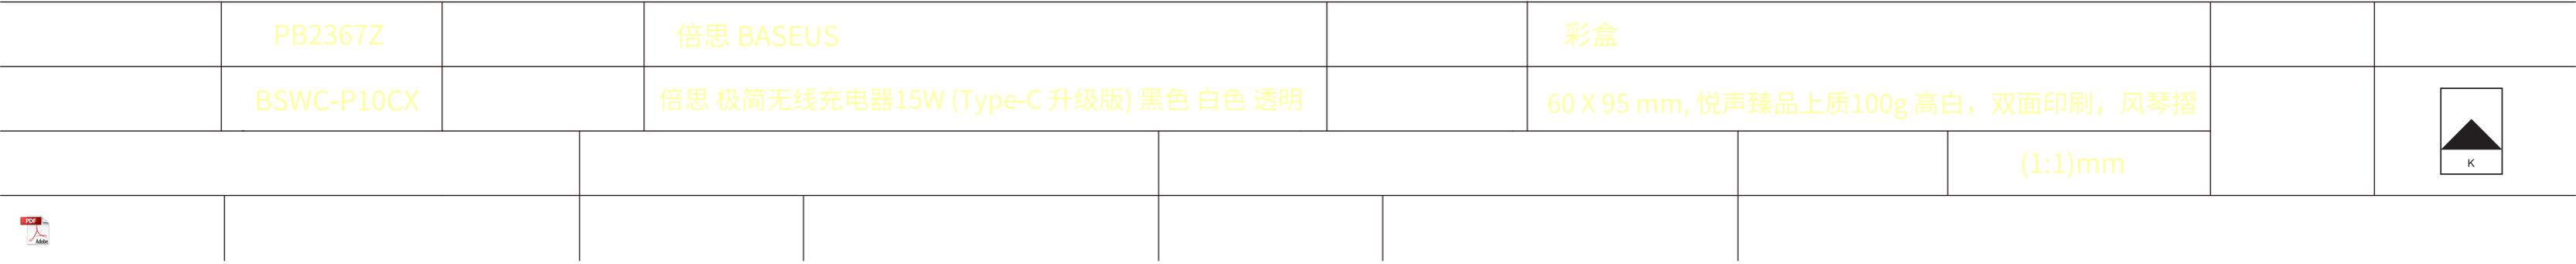 PB2367Z 倍思 BASEUS 彩盒
BSWC-P10CX 倍思 极简无线充电器15W (Type-C 升级版) 黑色 白色 透明 60 X 95 mm, 悦声臻品上质100g 高白，双面印刷，风琴摺
K
(1:1)mm
PDF
Adobe